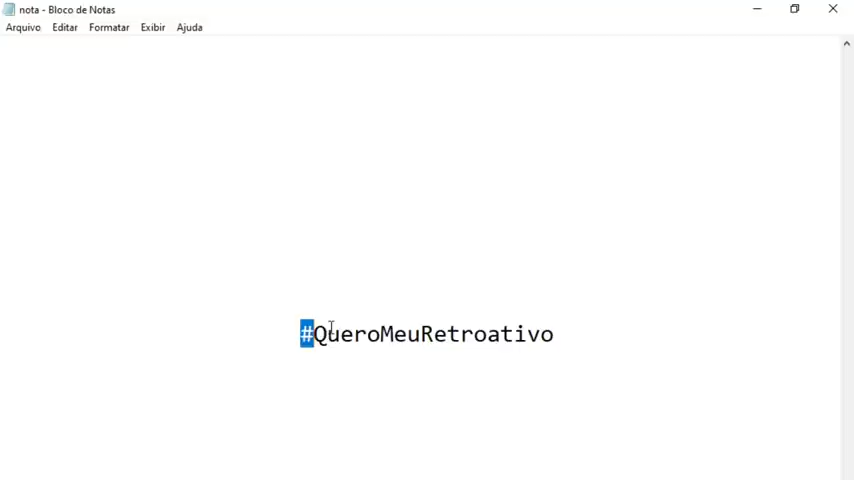 nota - Bloco de Notas
Arquivo Editar Formatar Exibir Ajuda
#QueroMeuRetroativo